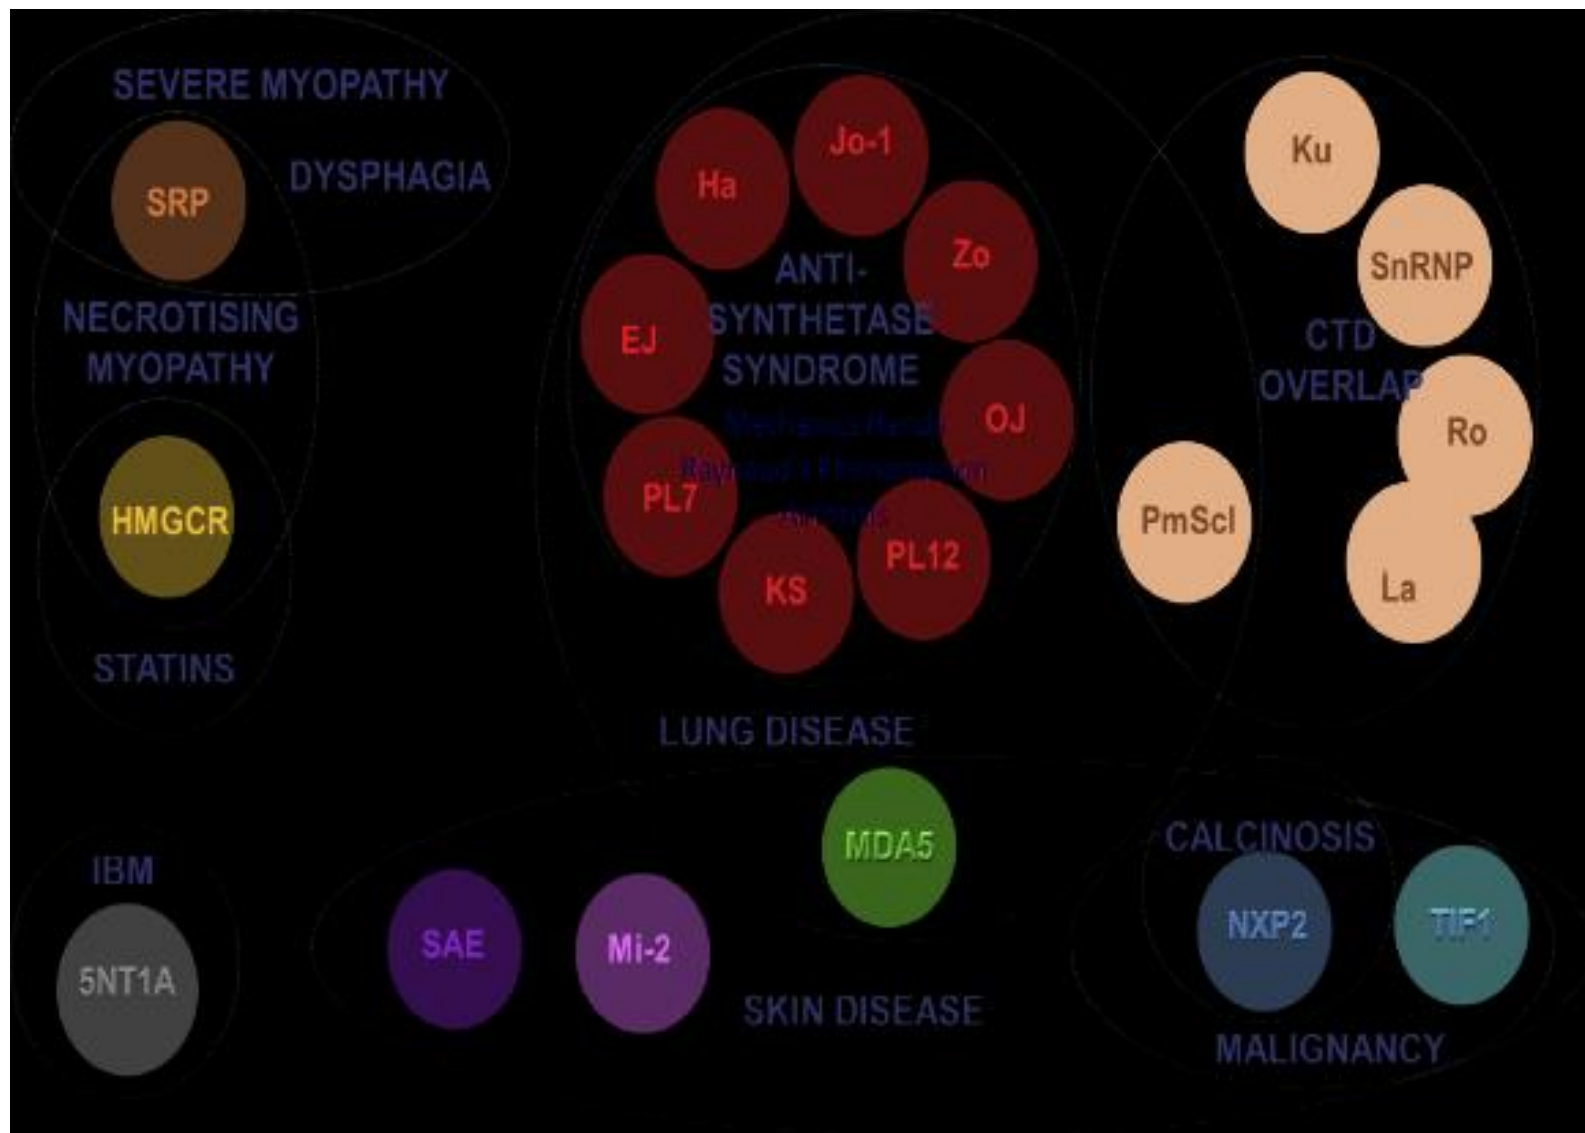 SEVERE MYOPATHY
DYSPHAGIA
SRP
NECROTISING
MYOPATHY
HMGCR
STATINS
Jo-1
Ha
Zo
EJ
OJ
PL7
PL12
KS
ANTI-
SYNTHETASE
SYNDROME
LUNG DISEASE
Ku
SnRNP
CTD
OVERLAP
Ro
PmScl
La
IBM
5NT1A
SAE
Mi-2
MDA5
SKIN DISEASE
CALCINOSIS
NXP2
TIF1
MALIGNANCY